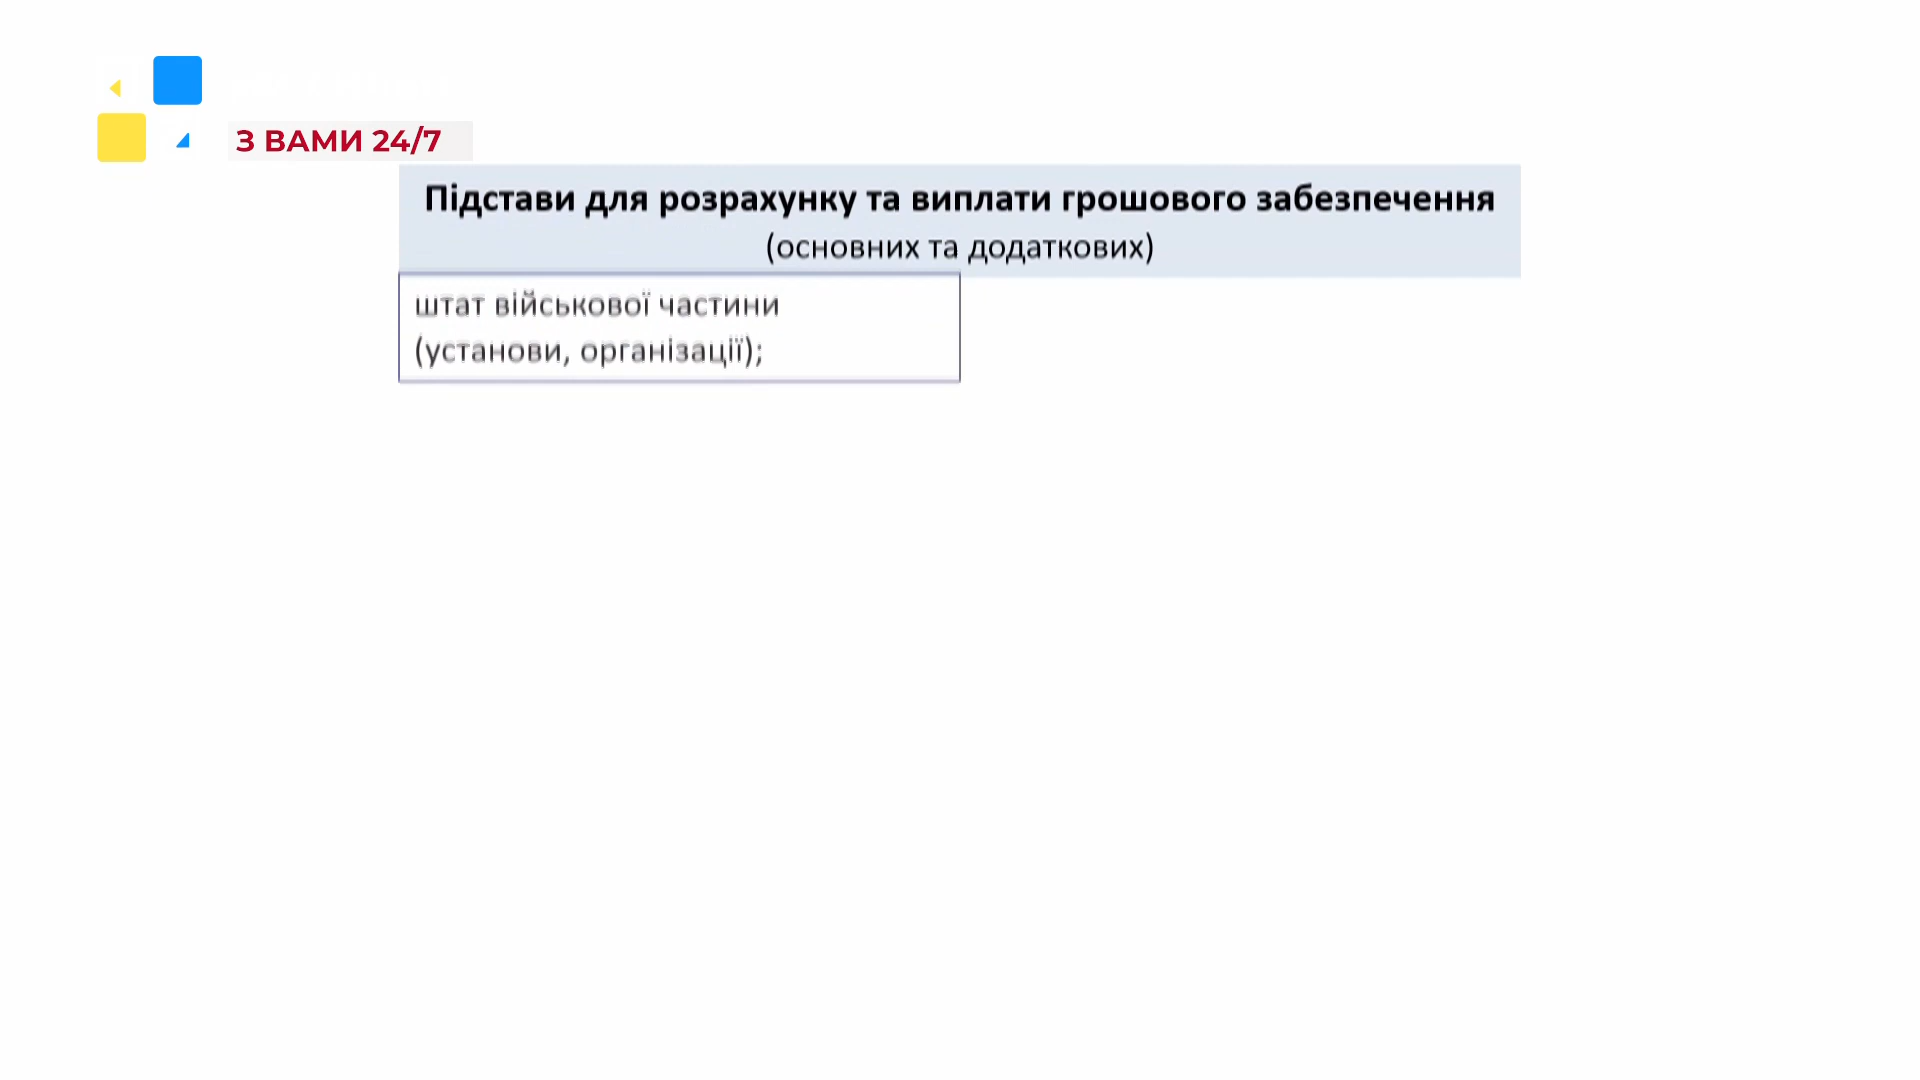 З ВАМИ 24/7
Підстави для розрахунку та виплати грошового забезпечення
(основних та додаткових)
штат військової частини
(установи, організації);